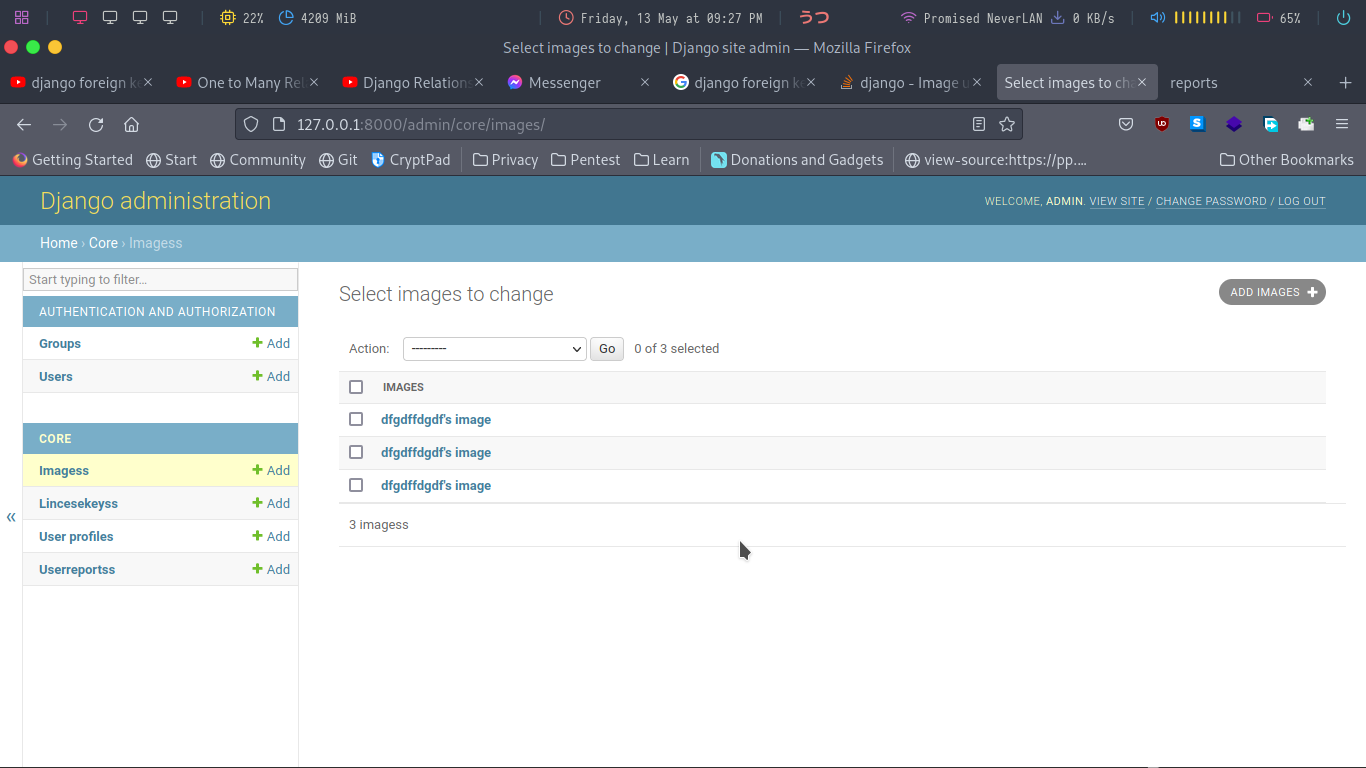 22% 4209 MiB Friday, 13 May at 09:27 PM うつ Promised NeverLAN 0 KB/s 65%
Select images to change | Django site admin — Mozilla Firefox
django foreign k One to Many Rel Django Relations Messenger django foreign ke django - Image u Select images to cha reports
127.0.0.1:8000/admin/core/images/
Getting Started Start Community Git CryptPad Privacy Pentest Learn Donations and Gadgets view-source:https://pp.... Other Bookmarks
Django administration
WELCOME, ADMIN. VIEW SITE / CHANGE PASSWORD / LOG OUT
Home › Core › Imagess
Start typing to filter...
AUTHENTICATION AND AUTHORIZATION
Groups + Add
Users + Add
CORE
Imagess + Add
Lincesekeyss + Add
User profiles + Add
Userreportss + Add
«
Select images to change
ADD IMAGES +
Action: --------- Go 0 of 3 selected
IMAGES
dfgdffdgdf's image
dfgdffdgdf's image
dfgdffdgdf's image
3 imagess